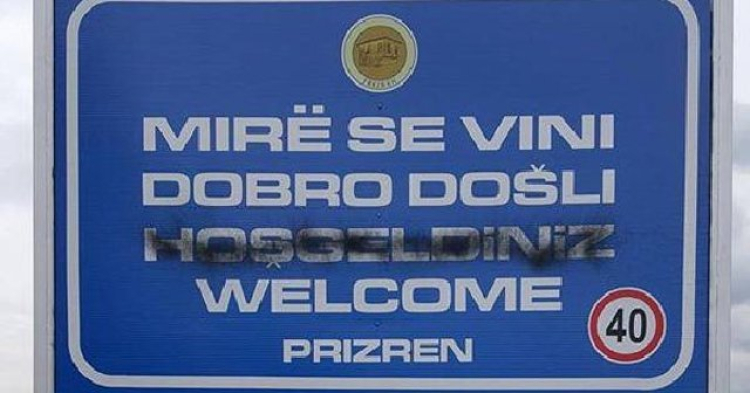 MIRË SE VINI
DOBRO DOŠLI
HOŞGELDİNİZ
WELCOME
PRIZREN
40